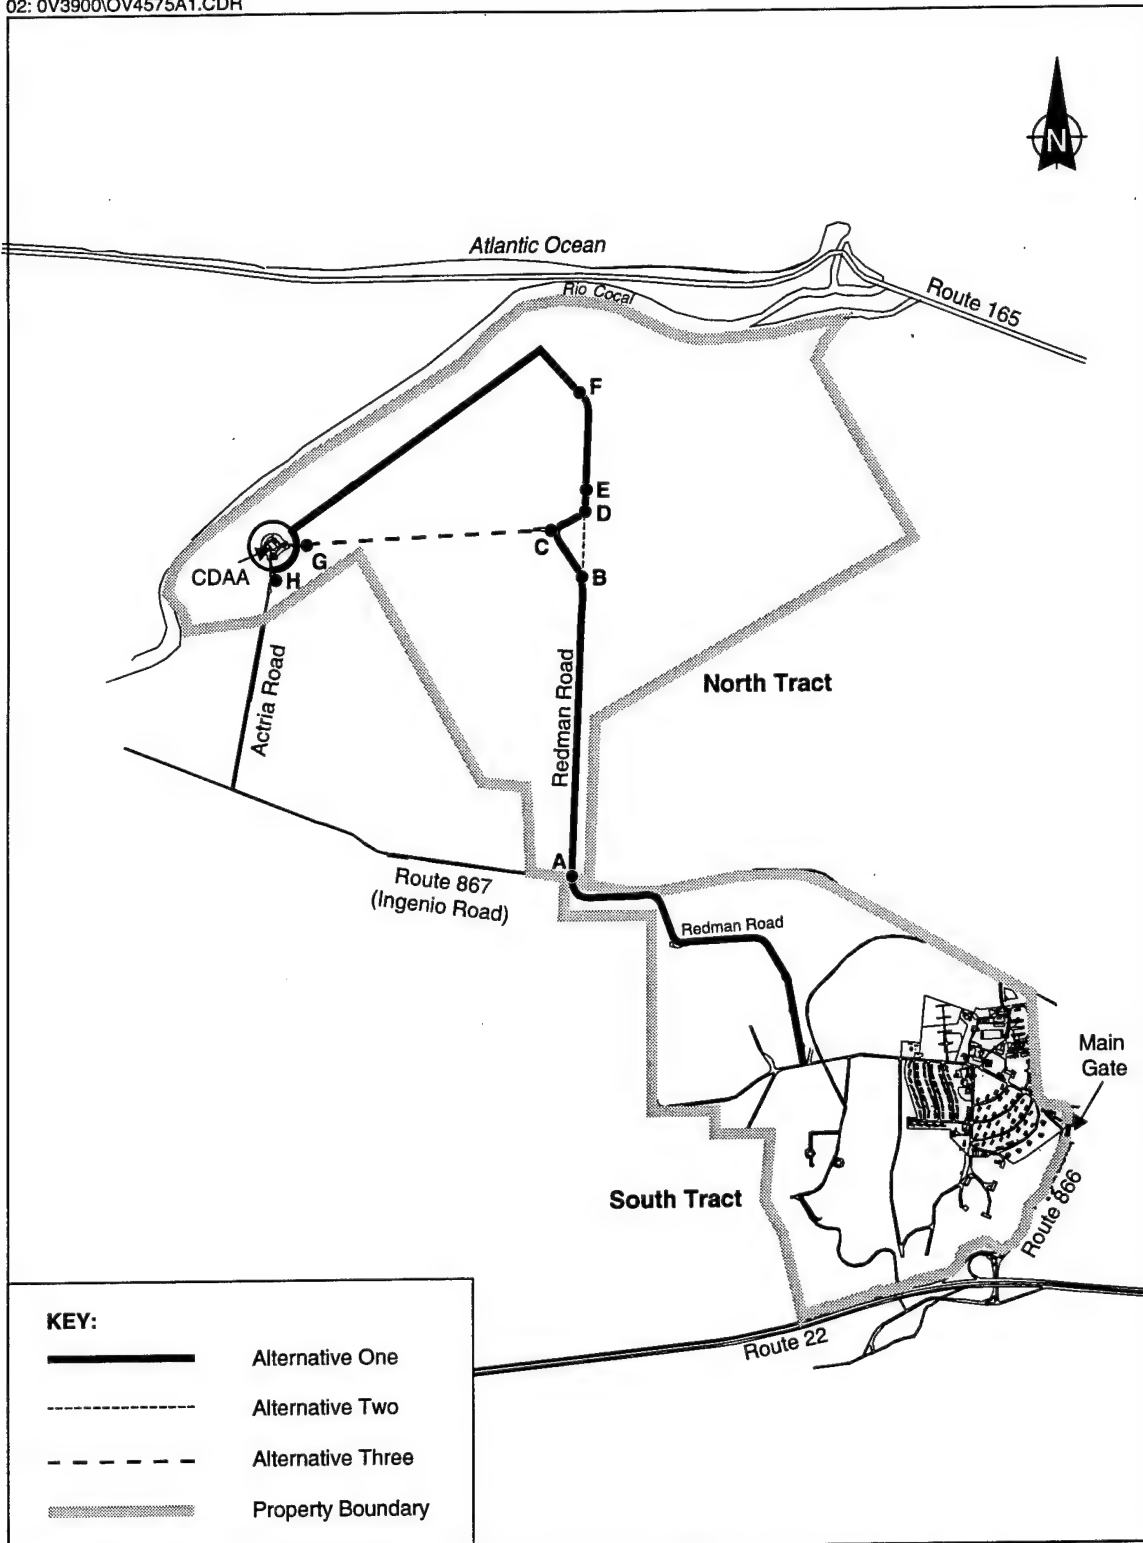 02: 0V3900\OV4575A1.CDR
N
Atlantic Ocean
Rio Cocal
Route 165
F
E
D
C
G
CDAA
H
B
Actria Road
Redman Road
North Tract
A
Route 867
(Ingenio Road)
Redman Road
Main
Gate
South Tract
Route 866
Route 22
KEY:
Alternative One
Alternative Two
Alternative Three
Property Boundary